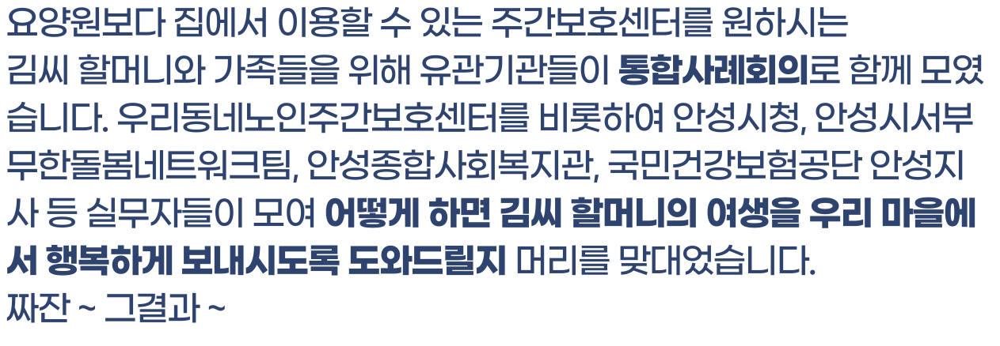 요양원보다 집에서 이용할 수 있는 주간보호센터를 원하시는
김씨 할머니와 가족들을 위해 유관기관들이 통합사례회의로 함께 모였
습니다. 우리동네노인주간보호센터를 비롯하여 안성시청, 안성시서부
무한돌봄네트워크팀, 안성종합사회복지관, 국민건강보험공단 안성지
사 등 실무자들이 모여 어떻게 하면 김씨 할머니의 여생을 우리 마을에
서 행복하게 보내시도록 도와드릴지 머리를 맞대었습니다.
짜잔 ~ 그결과 ~